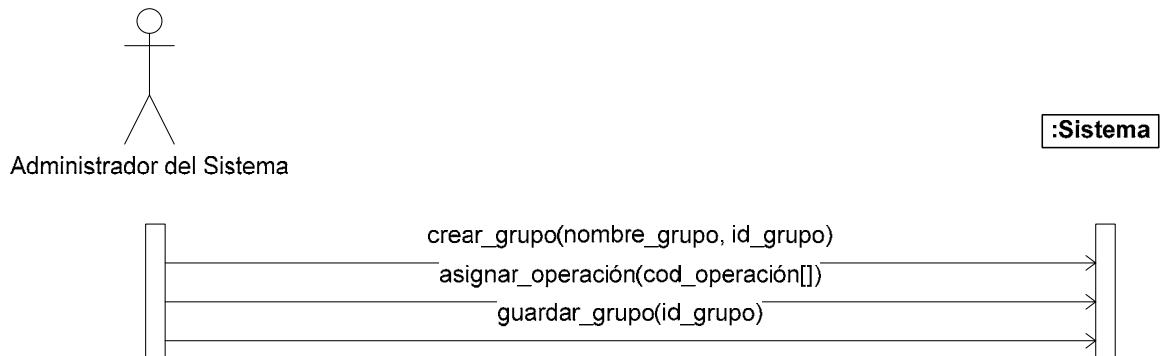 :Sistema
Administrador del Sistema
crear_grupo(nombre_grupo, id_grupo)
asignar_operación(cod_operación[])
guardar_grupo(id_grupo)